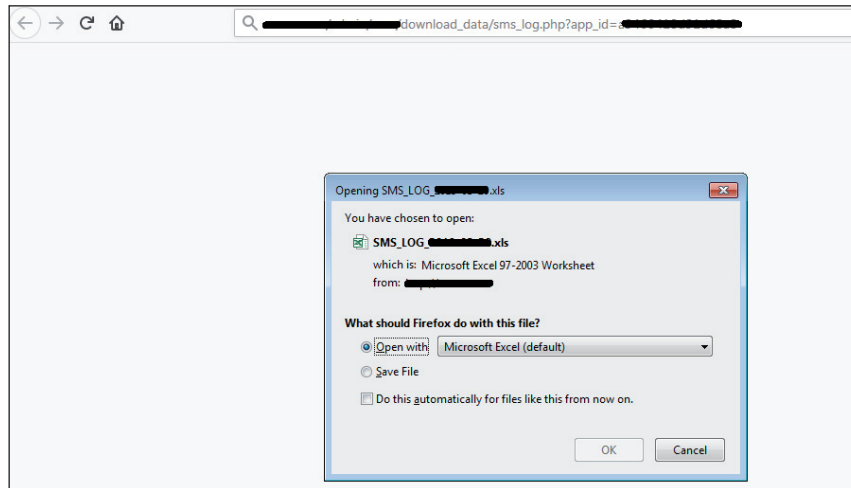 /download_data/sms_log.php?app_id=
Opening SMS_LOG_ .xls
You have chosen to open:
SMS_LOG_ .xls
which is: Microsoft Excel 97-2003 Worksheet
from:
What should Firefox do with this file?
Open with Microsoft Excel (default)
Save File
Do this automatically for files like this from now on.
OK Cancel